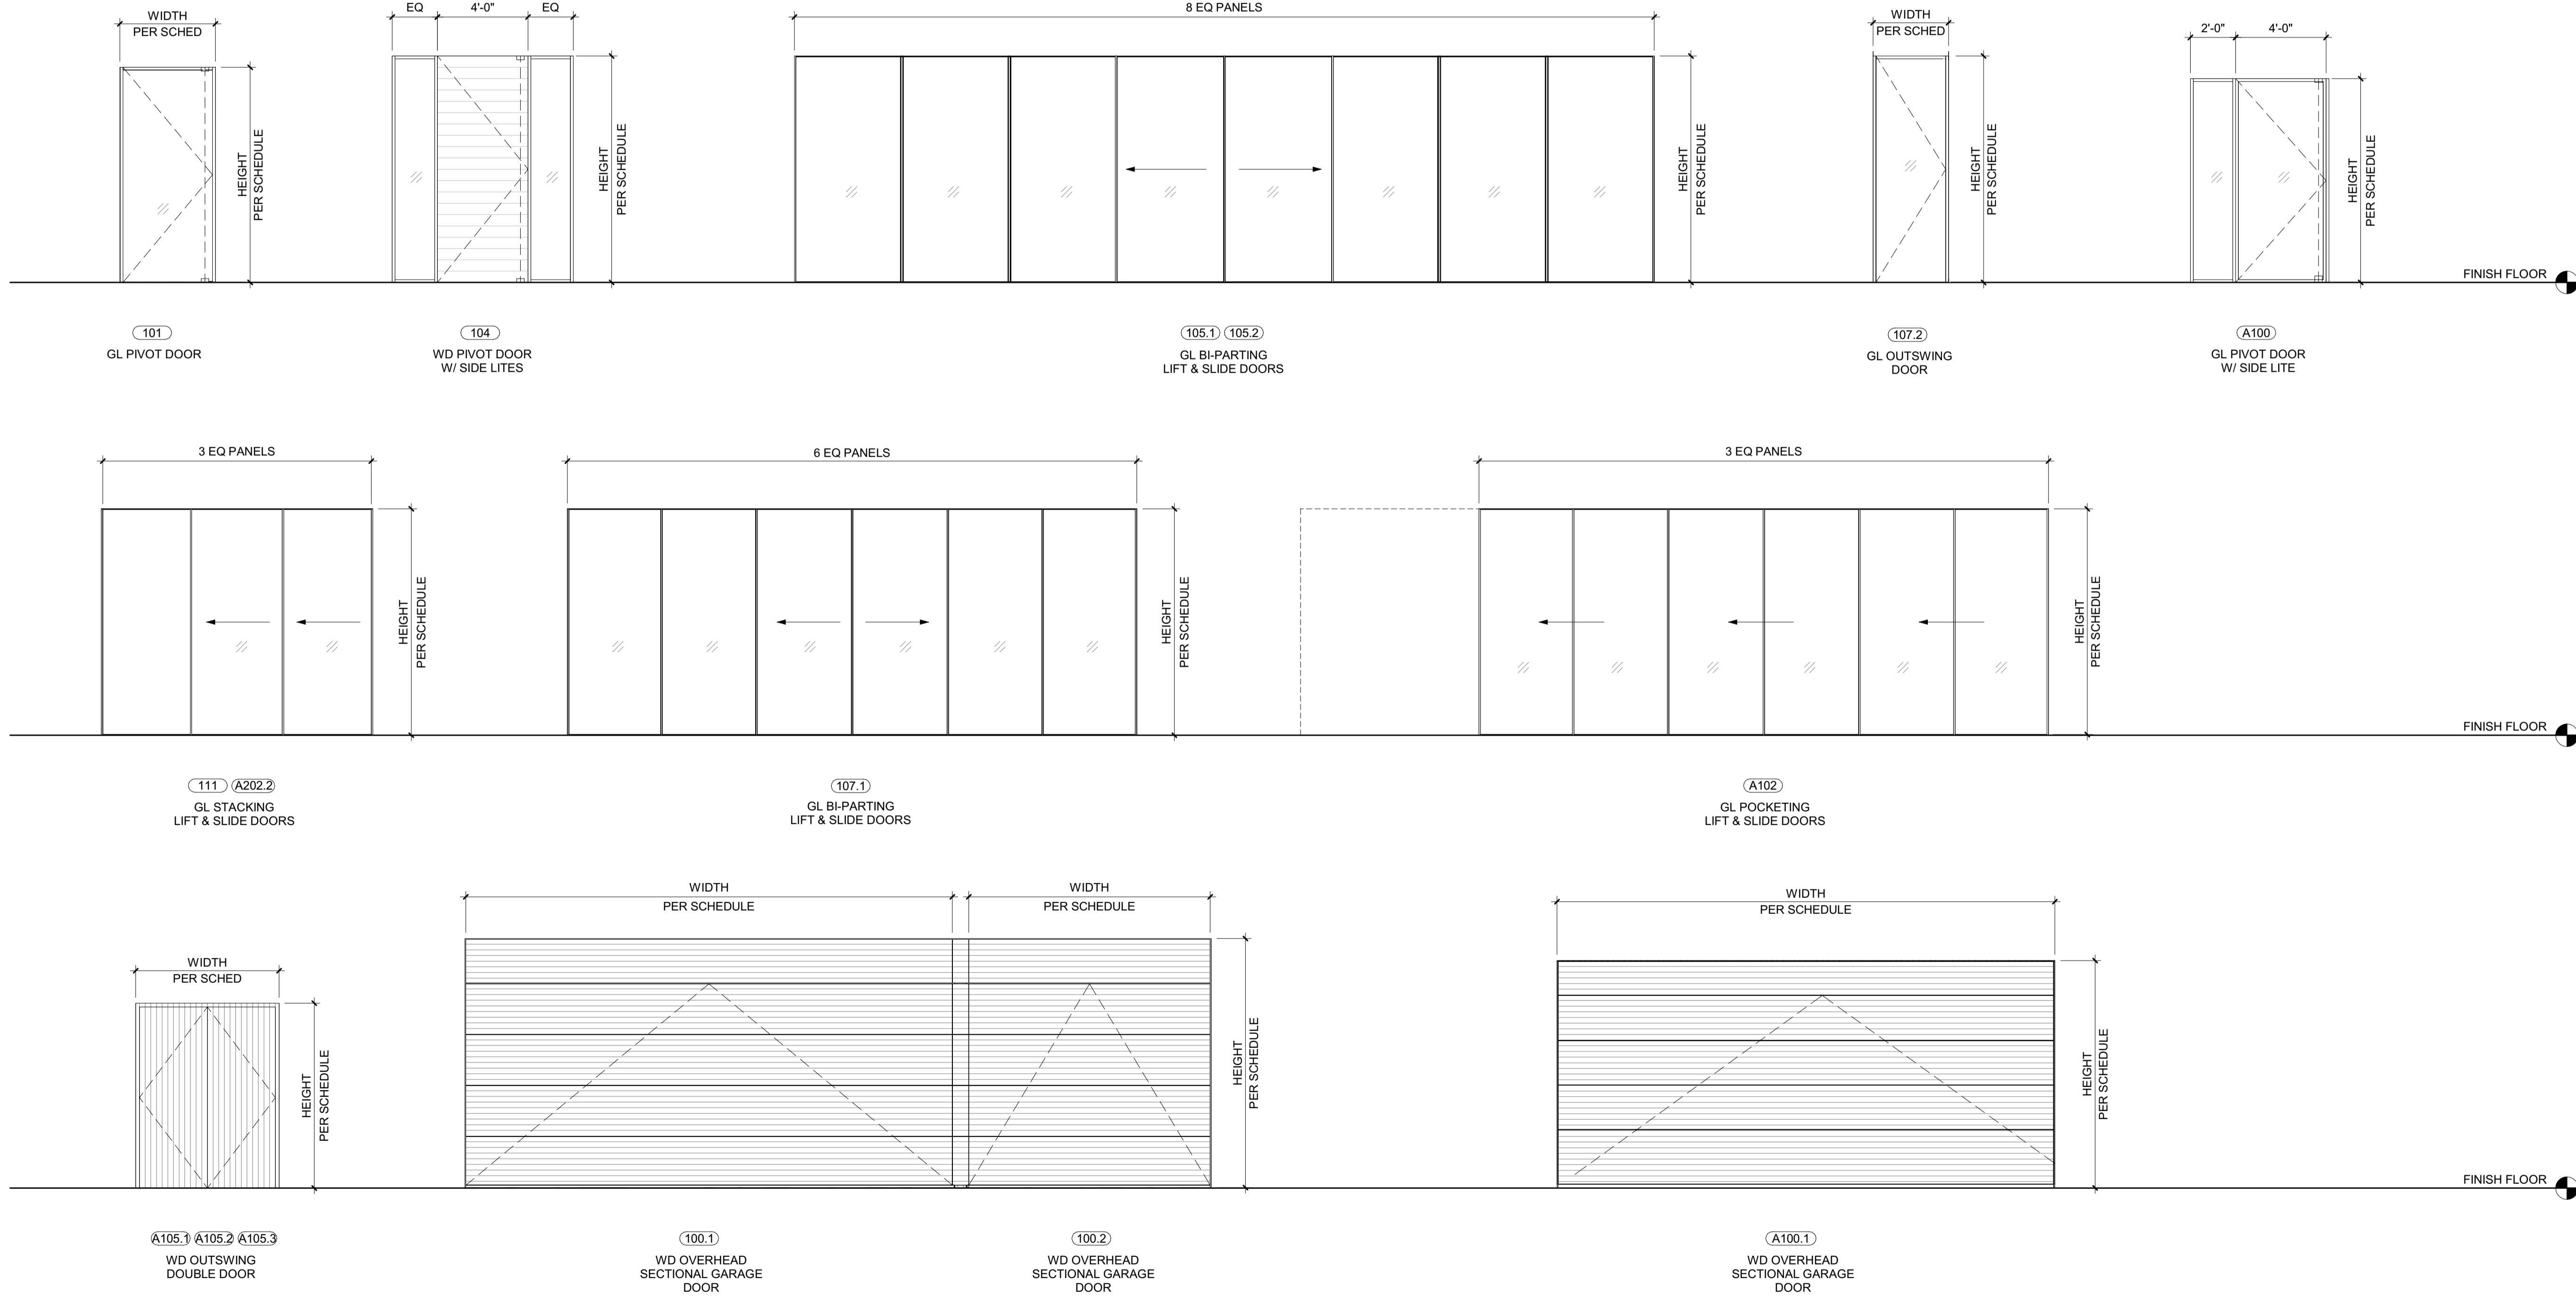 WIDTH
PER SCHED
HEIGHT
PER SCHEDULE
101
GL PIVOT DOOR
EQ
4'-0"
EQ
HEIGHT
PER SCHEDULE
104
WD PIVOT DOOR
W/ SIDE LITES
8 EQ PANELS
HEIGHT
PER SCHEDULE
105.1
105.2
GL BI-PARTING
LIFT & SLIDE DOORS
WIDTH
PER SCHED
HEIGHT
PER SCHEDULE
107.2
GL OUTSWING
DOOR
2'-0"
4'-0"
HEIGHT
PER SCHEDULE
A100
GL PIVOT DOOR
W/ SIDE LITE
FINISH FLOOR
3 EQ PANELS
HEIGHT
PER SCHEDULE
111
A202.2
GL STACKING
LIFT & SLIDE DOORS
6 EQ PANELS
HEIGHT
PER SCHEDULE
107.1
GL BI-PARTING
LIFT & SLIDE DOORS
3 EQ PANELS
HEIGHT
PER SCHEDULE
A102
GL POCKETING
LIFT & SLIDE DOORS
FINISH FLOOR
WIDTH
PER SCHED
HEIGHT
PER SCHEDULE
A105.1
A105.2
A105.3
WD OUTSWING
DOUBLE DOOR
WIDTH
PER SCHEDULE
100.1
WD OVERHEAD
SECTIONAL GARAGE
DOOR
WIDTH
PER SCHEDULE
HEIGHT
PER SCHEDULE
100.2
WD OVERHEAD
SECTIONAL GARAGE
DOOR
WIDTH
PER SCHEDULE
HEIGHT
PER SCHEDULE
A100.1
WD OVERHEAD
SECTIONAL GARAGE
DOOR
FINISH FLOOR